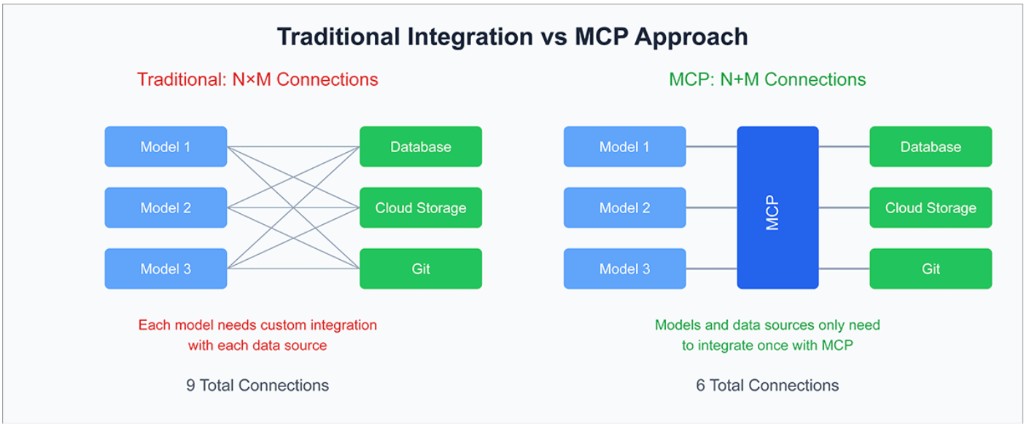 Traditional Integration vs MCP Approach
Traditional: N×M Connections
Model 1
Database
Model 2
Cloud Storage
Model 3
Git
Each model needs custom integration
with each data source
9 Total Connections
MCP: N+M Connections
Model 1
MCP
Database
Model 2
Cloud Storage
Model 3
Git
Models and data sources only need
to integrate once with MCP
6 Total Connections